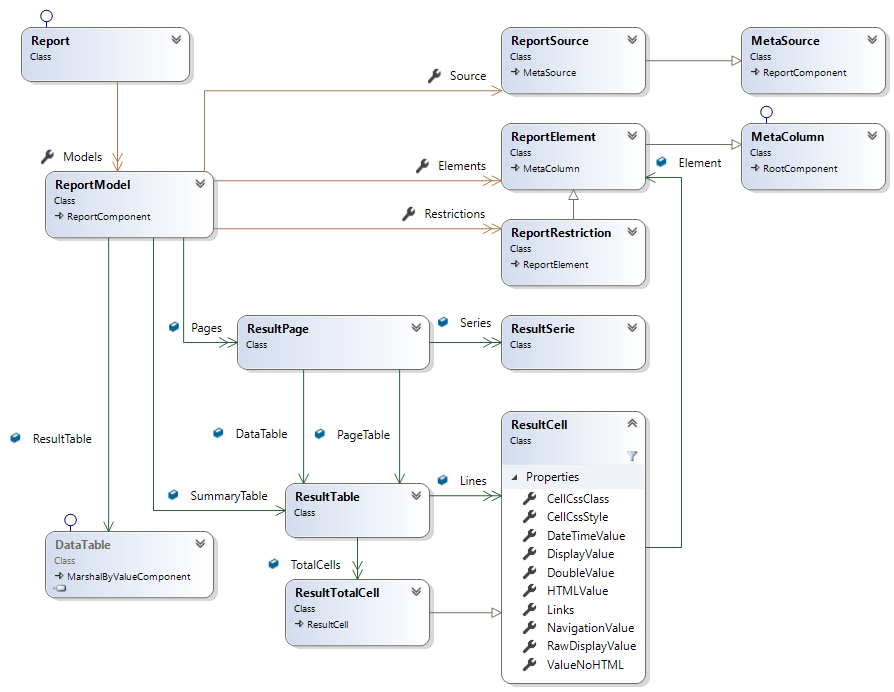 Report
Class
ReportSource
Class
MetaSource
MetaSource
Class
ReportComponent
Source
Models
ReportElement
Class
MetaColumn
MetaColumn
Class
RootComponent
Elements
Element
ReportModel
Class
ReportComponent
Restrictions
ReportRestriction
Class
ReportElement
Pages
ResultPage
Class
Series
ResultSerie
Class
ResultTable
DataTable
PageTable
ResultCell
Class
Properties
CellCssClass
CellCssStyle
DateTimeValue
DisplayValue
DoubleValue
HTMLValue
Links
NavigationValue
RawDisplayValue
ValueNoHTML
SummaryTable
ResultTable
Class
Lines
DataTable
Class
MarshalByValueComponent
TotalCells
ResultTotalCell
Class
ResultCell